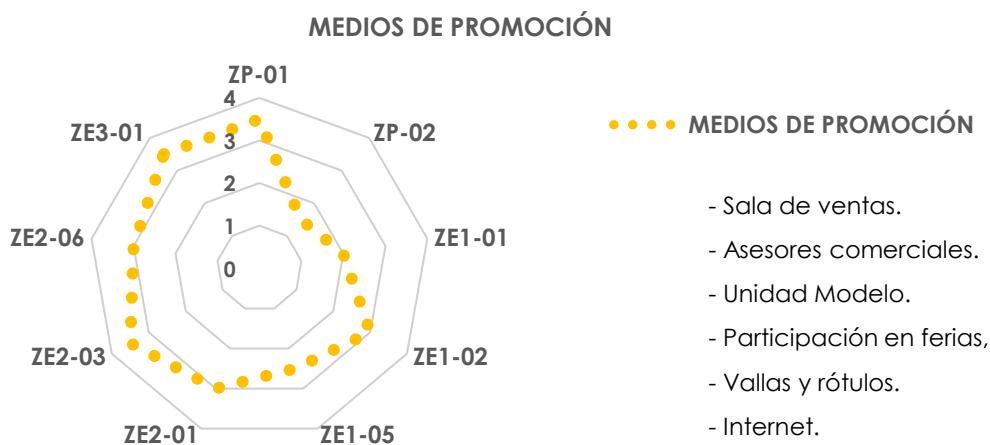 MEDIOS DE PROMOCIÓN
ZP-01
ZP-02
ZE1-01
ZE1-02
ZE1-05
ZE2-01
ZE2-03
ZE2-06
ZE3-01
4
3
2
1
0
MEDIOS DE PROMOCIÓN
- Sala de ventas.
- Asesores comerciales.
- Unidad Modelo.
- Participación en ferias,
- Vallas y rótulos.
- Internet.